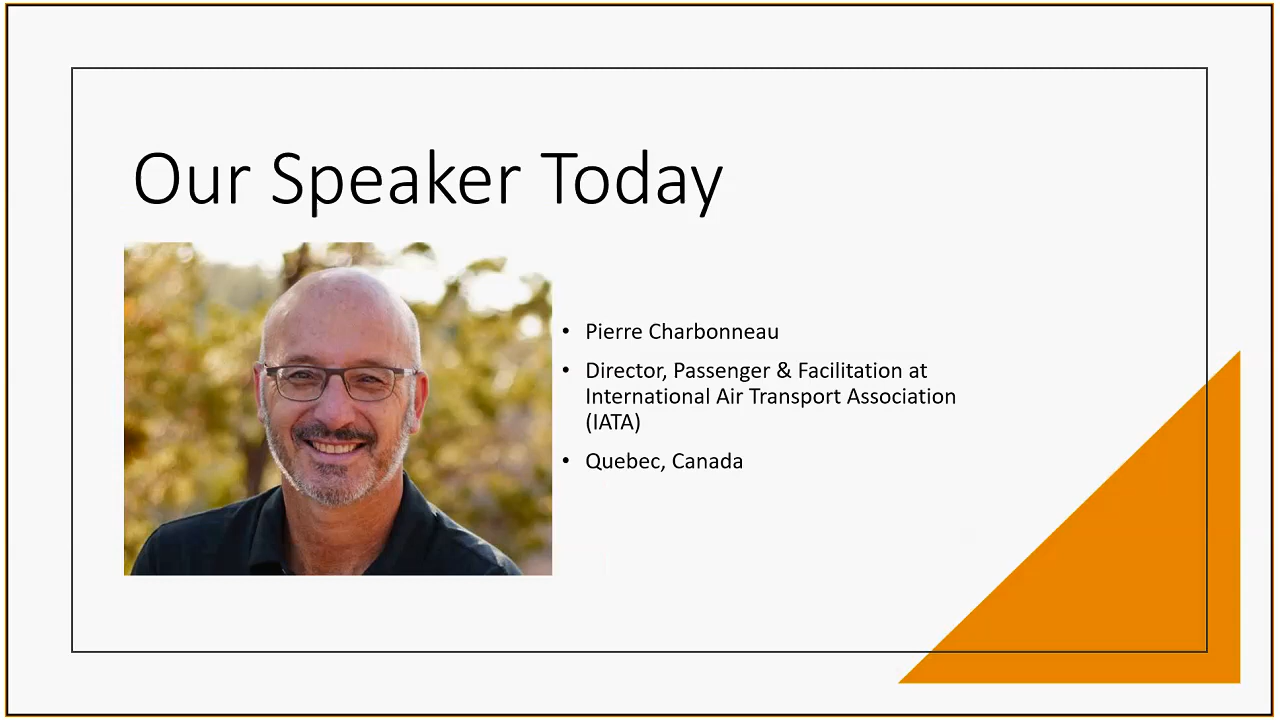 Our Speaker Today
• Pierre Charbonneau
• Director, Passenger & Facilitation at
International Air Transport Association
(IATA)
• Quebec, Canada